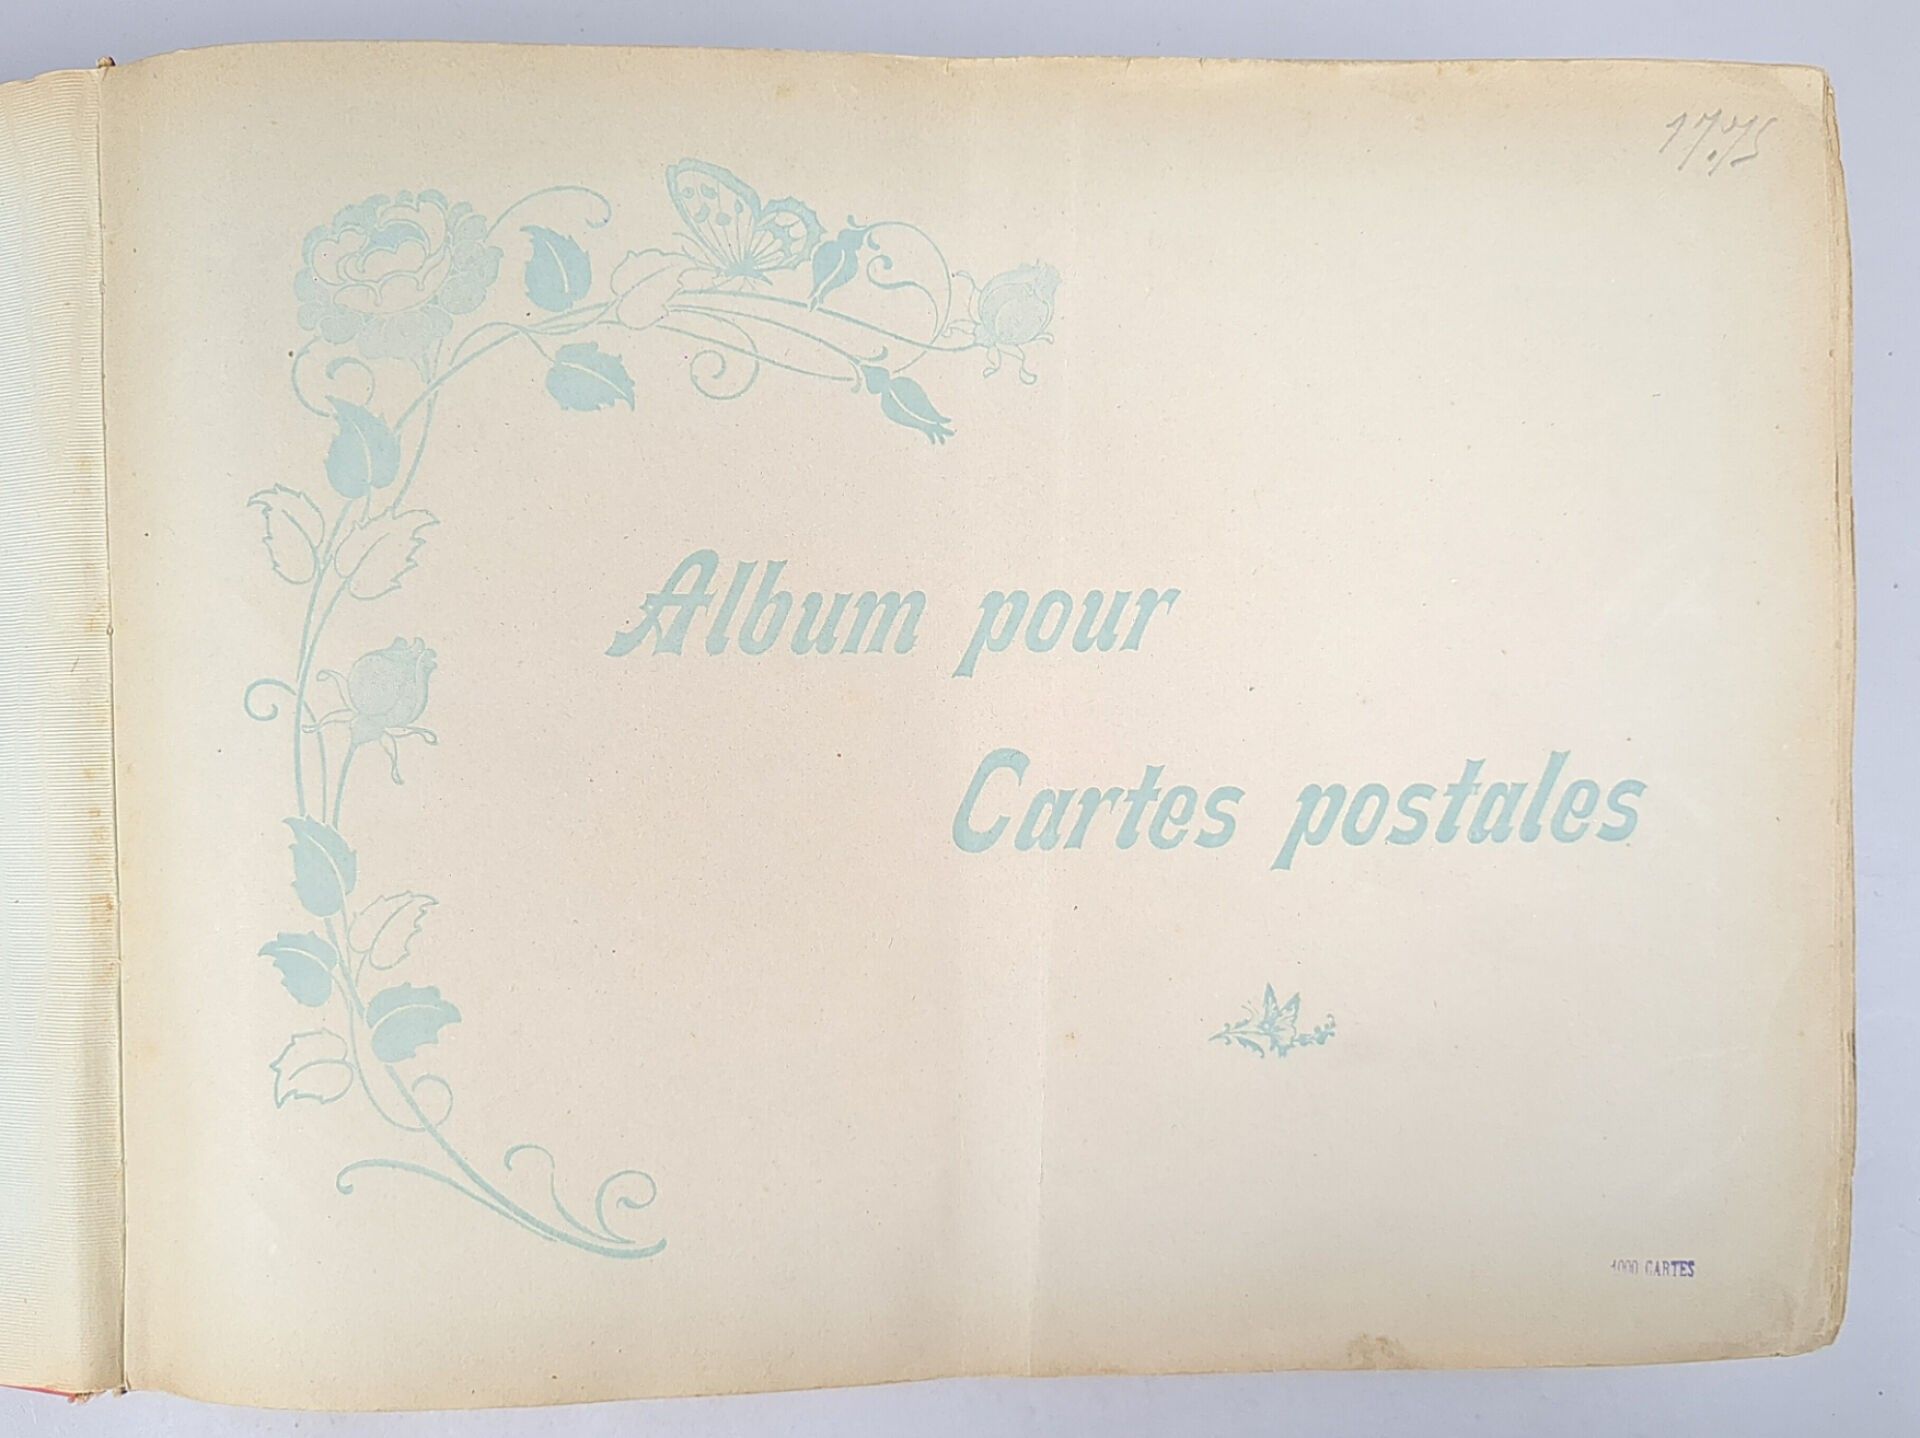 17.75
Album pour
Cartes postales
1000 CARTES